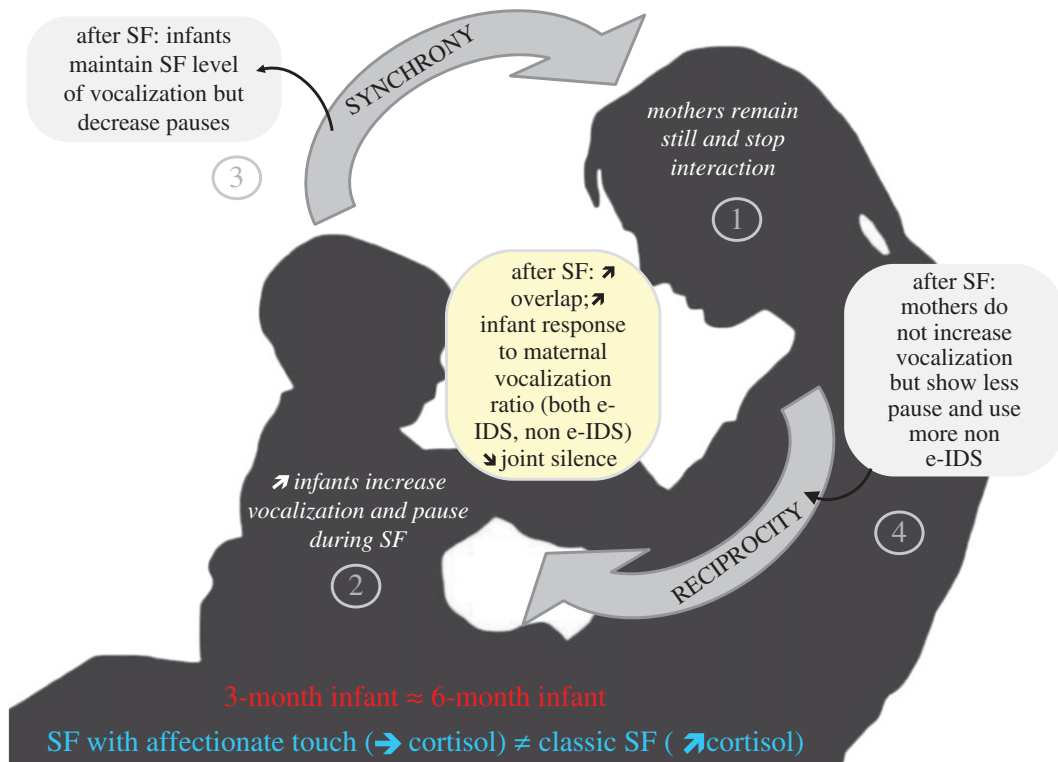 after SF: infants
maintain SF level
of vocalization but
decrease pauses
3
SYNCHRONY
mothers remain
still and stop
interaction
1
after SF: ↗
overlap;↗
infant response
to maternal
vocalization
ratio (both e-
IDS, non e-IDS)
↘ joint silence
after SF:
mothers do
not increase
vocalization
but show less
pause and use
more non
e-IDS
4
↗ infants increase
vocalization and pause
during SF
2
RECIPROCITY
3-month infant ≈ 6-month infant
SF with affectionate touch (→ cortisol) ≠ classic SF ( ↗cortisol)